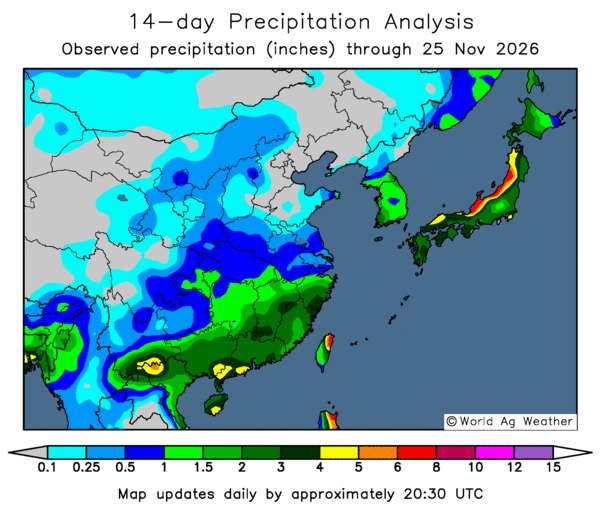 14-day Precipitation Analysis
Observed precipitation (inches) through 25 Nov 2026
© World Ag Weather
0.1 0.25 0.5 1 1.5 2 3 4 5 6 8 10 12 15
Map updates daily by approximately 20:30 UTC